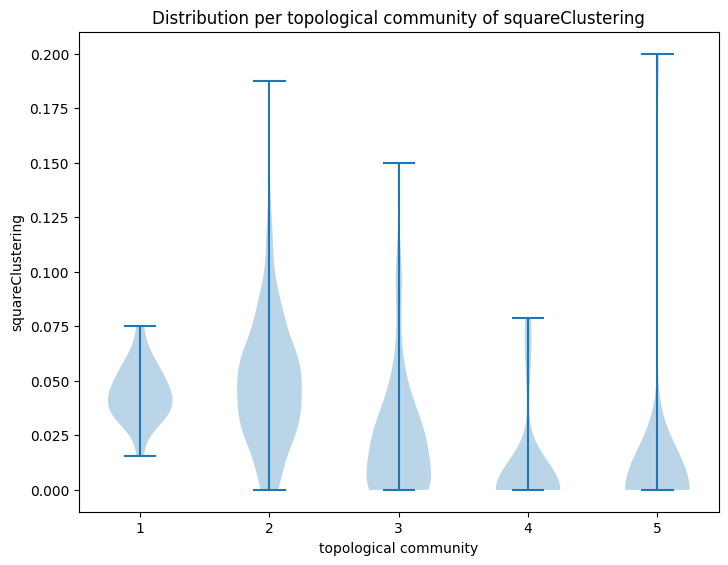 Distribution per topological community of squareClustering
0.200
0.175
0.150
0.125
0.100
0.075
0.050
0.025
0.000
squareClustering
1 2 3 4 5
topological community